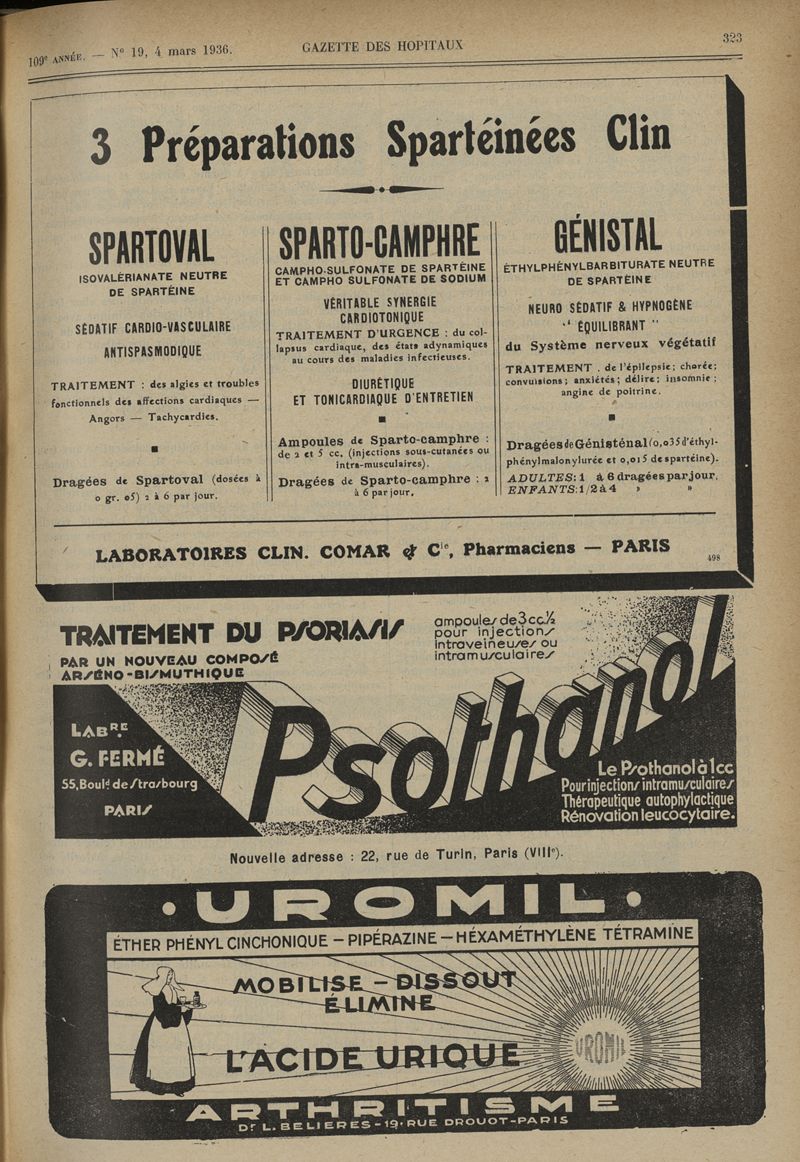 109e ANNÉE. — No 19, 4 mars 1936.
GAZETTE DES HOPITAUX
323
3 Préparations Spartéinées Clin
SPARTOVAL
ISOVALÉRIANATE NEUTRE
DE SPARTÉINE
SÉDATIF CARDIO-VASCULAIRE
ANTISPASMODIQUE
TRAITEMENT : des algies et troubles
fonctionnels des affections cardiaques —
Angors — Tachycardies.
Dragées de Spartoval (dosées à
0 gr. 05) 2 à 6 par jour.
SPARTO-CAMPHRE
CAMPHO-SULFONATE DE SPARTÉINE
ET CAMPHO SULFONATE DE SODIUM
VÉRITABLE SYNERGIE
CARDIOTONIQUE
TRAITEMENT D'URGENCE : du col-
lapsus cardiaque, des états adynamiques
au cours des maladies infectieuses.
DIURÉTIQUE
ET TONICARDIAQUE D'ENTRETIEN
Ampoules de Sparto-camphre :
de 2 et 5 cc. (injections sous-cutanées ou
intra-musculaires).
Dragées de Sparto-camphre : 2
à 6 par jour.
GÉNISTAL
ÉTHYLPHÉNYLBARBITURATE NEUTRE
DE SPARTÉINE
NEURO SÉDATIF & HYPNOGÈNE
" ÉQUILIBRANT "
du Système nerveux végétatif
TRAITEMENT . de l'épilepsie; chorée;
convulsions; anxiétés; délire; insomnie;
angine de poitrine.
Dragées de Génisténal (0,035 d'éthyl-
phénylmalonylurée et 0,015 de spartéine).
ADULTES: 1 à 6 dragées par jour.
ENFANTS: 1/2 à 4 » »
LABORATOIRES CLIN. COMAR & Cie, Pharmaciens — PARIS
498
TRAITEMENT DU PSORIASIS
PAR UN NOUVEAU COMPOSÉ
ARSÉNO-BISMUTHIQUE
ampoules de 3cc½
pour injections
intraveineuses ou
intramusculaires
Psothanol
LABRE.
G. FERMÉ
55, Bould de Strasbourg
PARIS
Le Psothanol à 1cc
Pour injections intramusculaires
Thérapeutique autophylactique
Rénovation leucocytaire.
Nouvelle adresse : 22, rue de Turin, Paris (VIIIe).
•UROMIL•
ÉTHER PHÉNYL CINCHONIQUE – PIPÉRAZINE – HÉXAMÉTHYLÈNE TÉTRAMINE
MOBILISE – DISSOUT
ÉLIMINE
L'ACIDE URIQUE
UROMIL
ARTHRITISME
Dr L. BELIERES - 19 · RUE DROUOT - PARIS